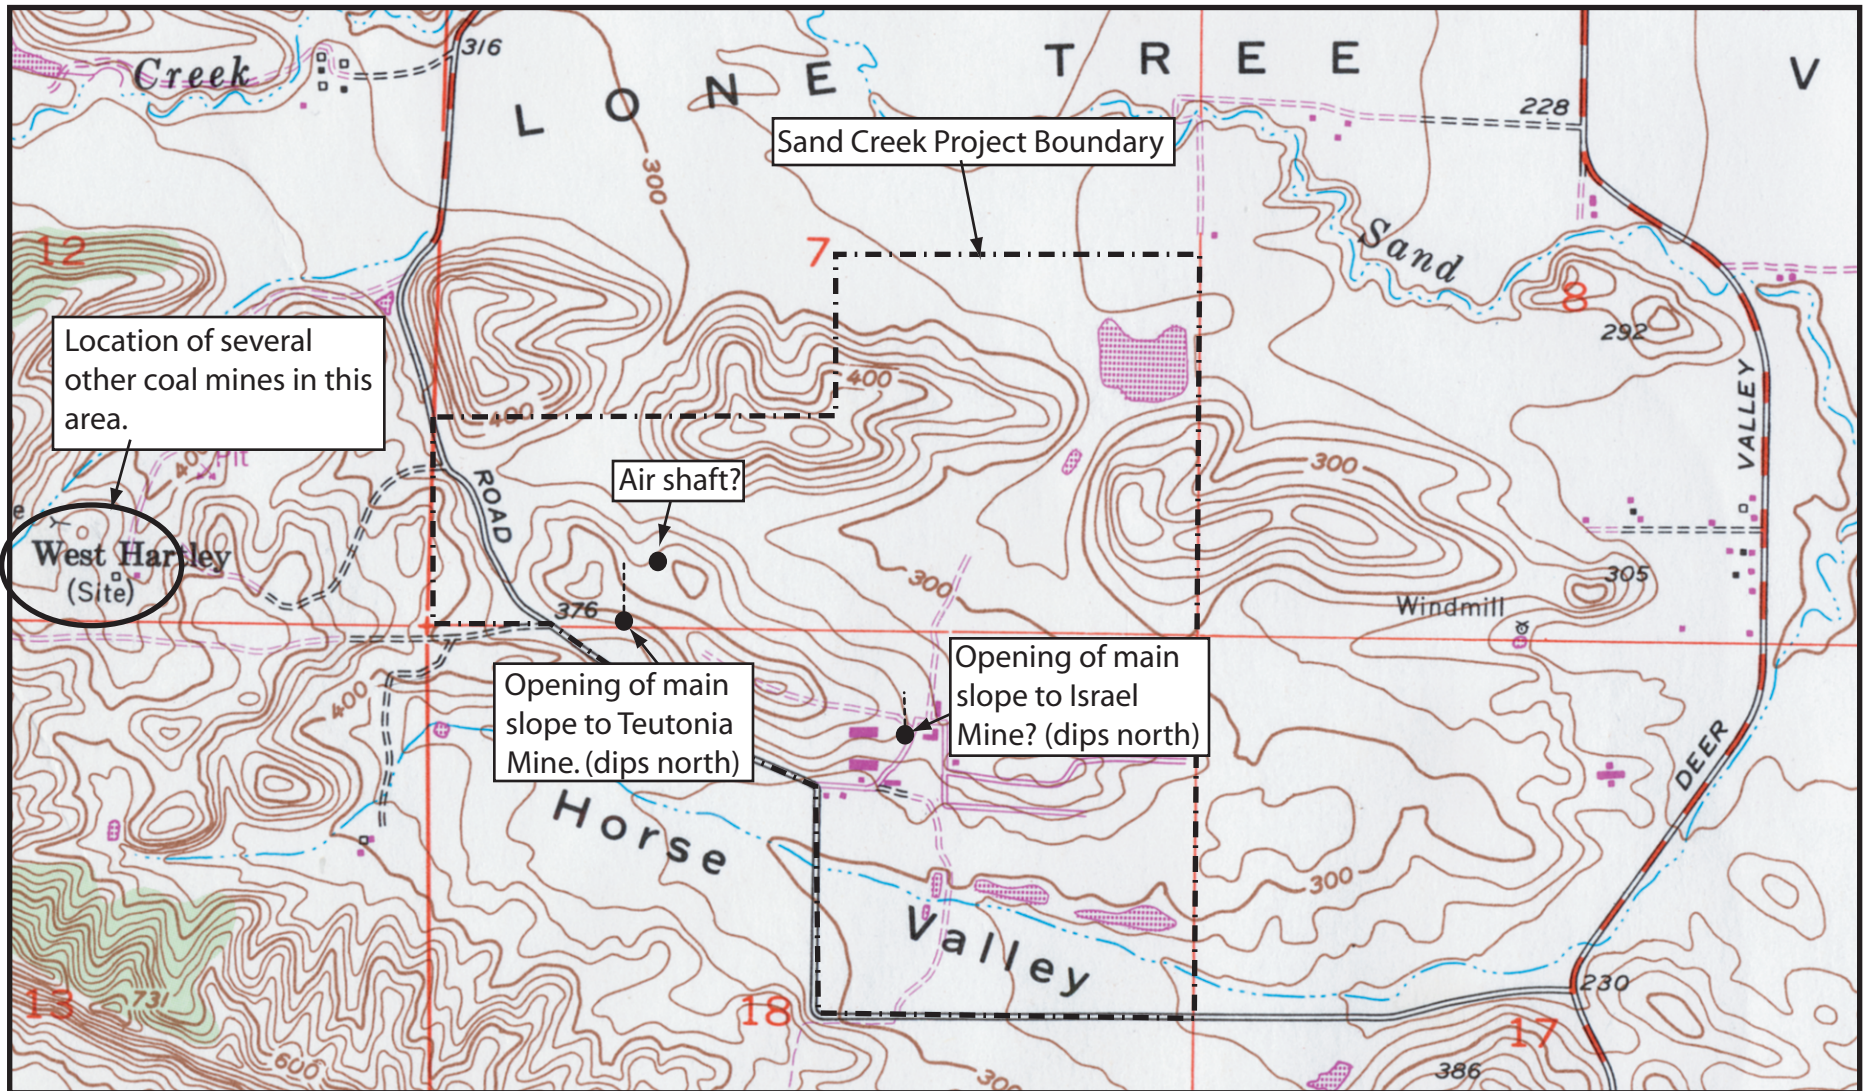 Creek
316
LONE TREE V
228
Sand Creek Project Boundary
300
12
7
Sand
8
292
Location of several
other coal mines in this
area.
400
400
VALLEY
Pit
400
300
Air shaft?
ROAD
e
West Hartley
(Site)
300
305
Windmill
376
Opening of main
slope to Teutonia
Mine. (dips north)
Opening of main
slope to Israel
Mine? (dips north)
400
DEER
Horse
Valley
300
230
731
13
18
17
600
300
386